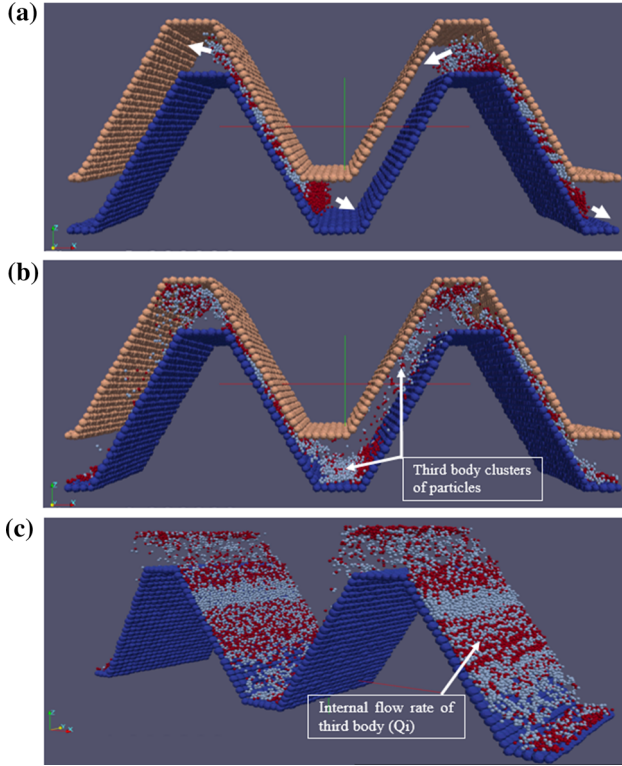 (a)
(b)
Third body clusters
of particles
(c)
Internal flow rate of
third body (Qi)